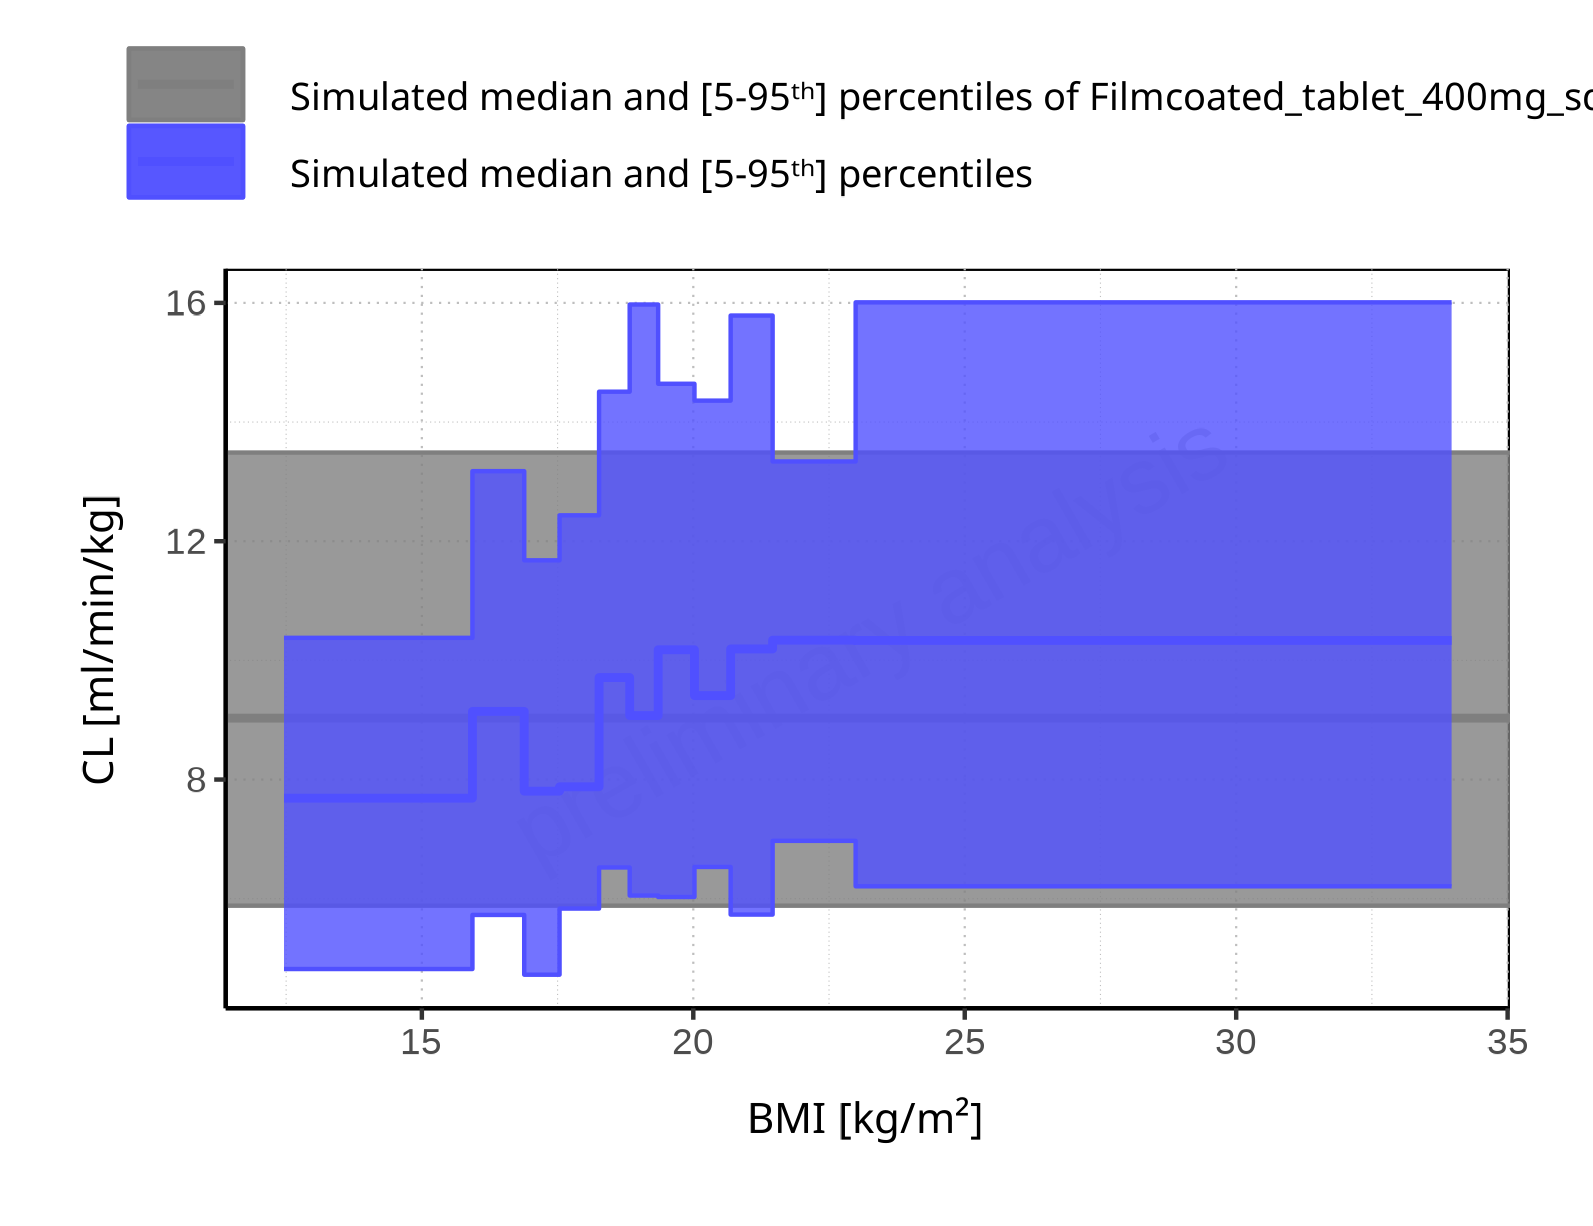 Simulated median and [5-95th] percentiles of Filmcoated_tablet_400mg_s
Simulated median and [5-95th] percentiles
16
12
8
CL [ml/min/kg]
preliminary analysis
15 20 25 30 35
BMI [kg/m²]